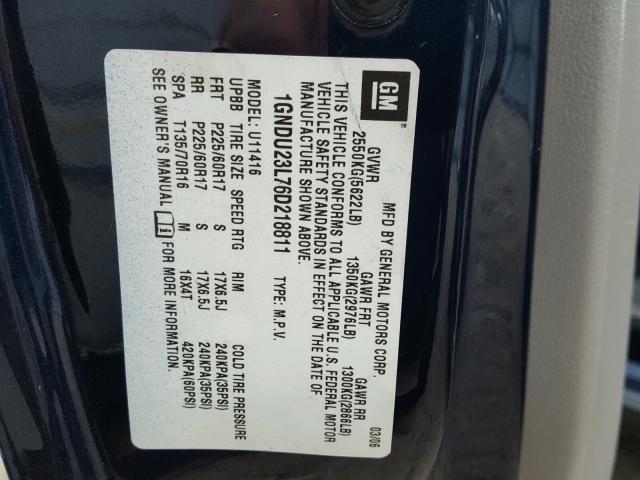 GM
MFD BY GENERAL MOTORS CORP. 03/06
GVWR GAWR FRT GAWR RR
2550KG(5622LB) 1350KG(2976LB) 1300KG(2866LB)
THIS VEHICLE CONFORMS TO ALL APPLICABLE U.S. FEDERAL MOTOR
VEHICLE SAFETY STANDARDS IN EFFECT ON THE DATE OF
MANUFACTURE SHOWN ABOVE.
1GNDU23L76D218811 TYPE: M.P.V.
MODEL: U11416
UPBB TIRE SIZE SPEED RTG RIM COLD TIRE PRESSURE
FRT P225/60R17 S 17X6.5J 240KPA(35PSI)
RR P225/60R17 S 17X6.5J 240KPA(35PSI)
SPA T135/70R16 M 16X4T 420KPA(60PSI)
SEE OWNER'S MANUAL FOR MORE INFORMATION.